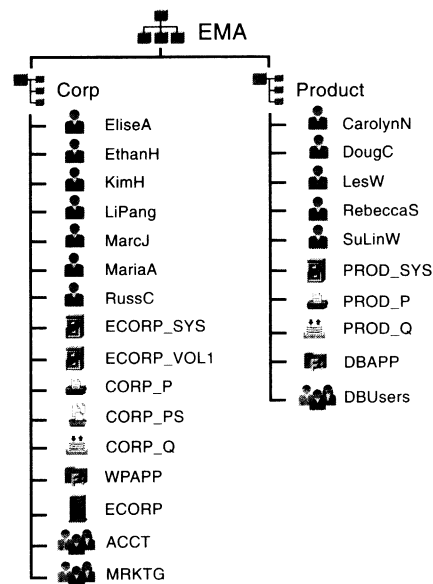 EMA
Corp
EliseA
EthanH
KimH
LiPang
MarcJ
MariaA
RussC
ECORP_SYS
ECORP_VOL1
CORP_P
CORP_PS
CORP_Q
WPAPP
ECORP
ACCT
MRKTG
Product
CarolynN
DougC
LesW
RebeccaS
SuLinW
PROD_SYS
PROD_P
PROD_Q
DBAPP
DBUsers